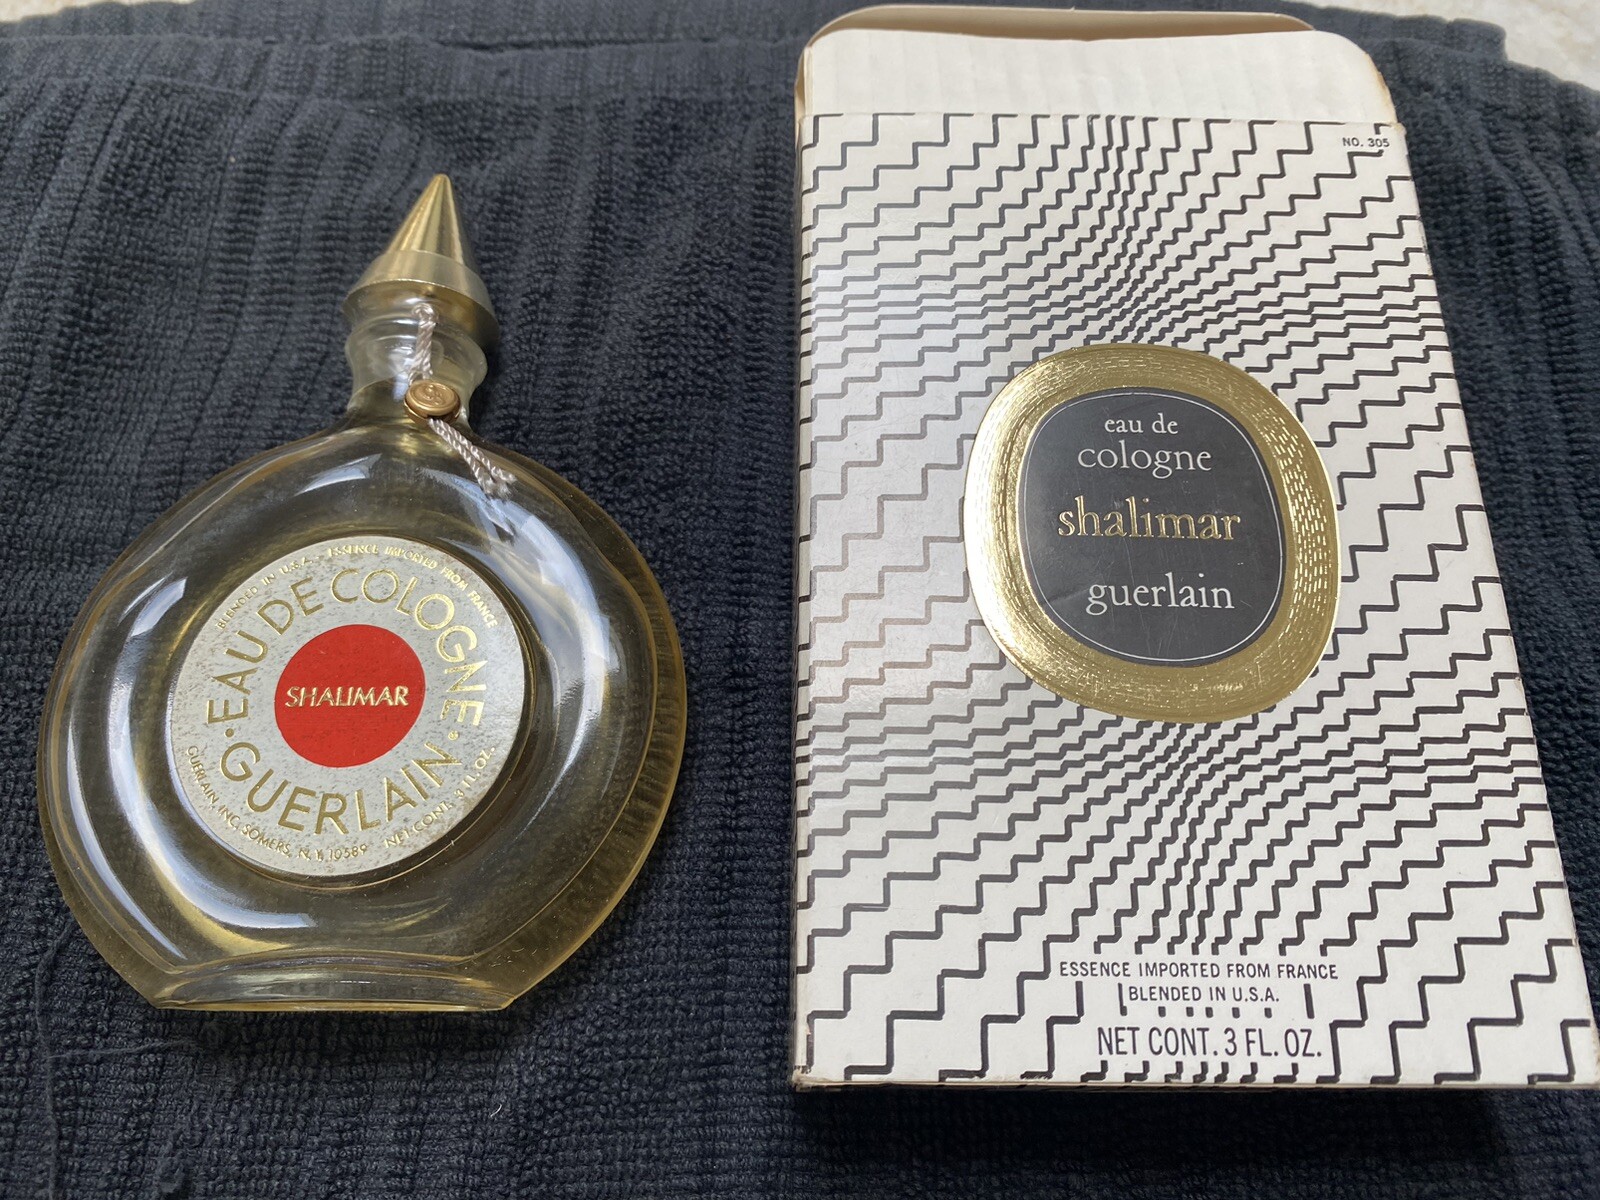 BLENDED IN U.S.A. · ESSENCE IMPORTED FROM FRANCE
· EAU DE COLOGNE ·
SHALIMAR
GUERLAIN ®
GUERLAIN, INC. SOMERS, N.Y. 10589 NET CONT. 3 FL. OZ.
NO. 305
eau de
cologne
shalimar
guerlain
ESSENCE IMPORTED FROM FRANCE
BLENDED IN U.S.A.
NET CONT. 3 FL. OZ.